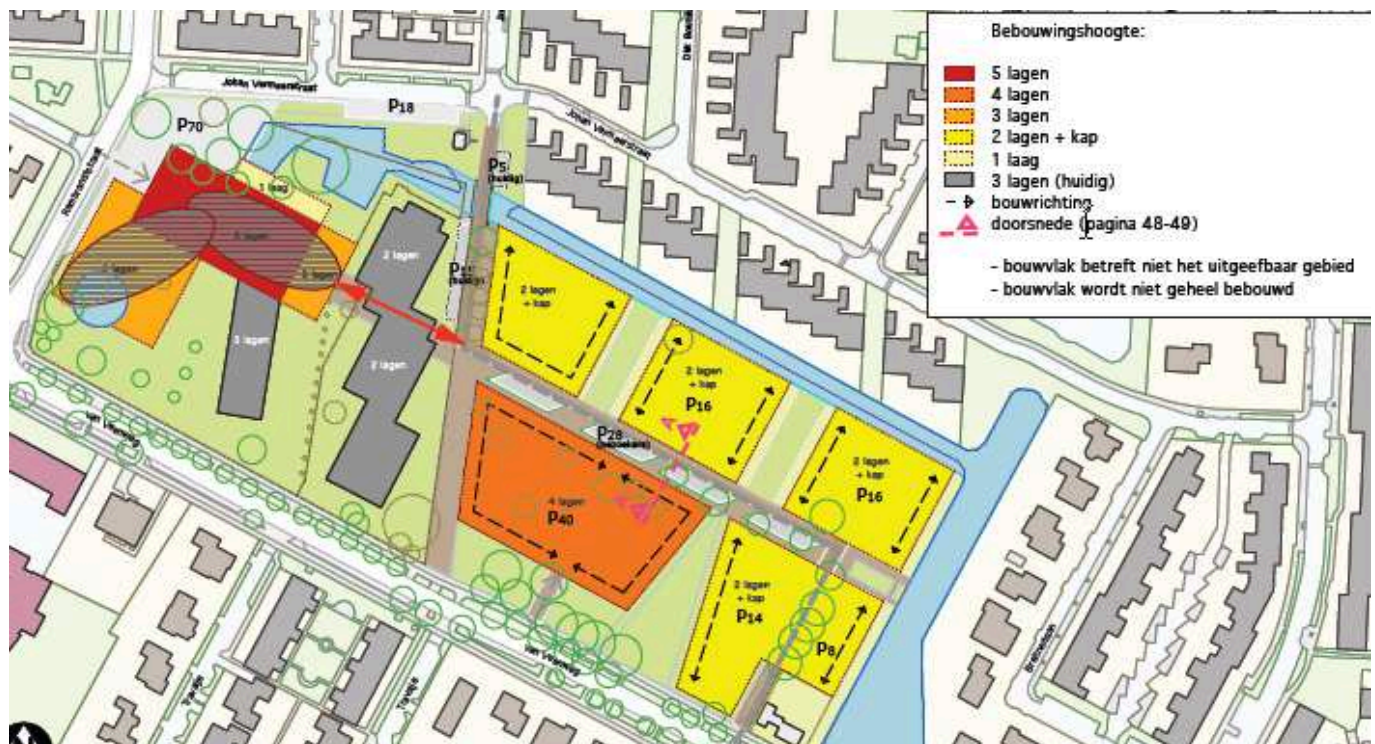 Bebouwingshoogte:
5 lagen
4 lagen
3 lagen
2 lagen + kap
1 laag
3 lagen (huidig)
bouwrichting
doorsnede (pagina 48-49)
- bouwvlak betreft niet het uitgeefbaar gebied
- bouwvlak wordt niet geheel bebouwd
Johan Vermeerstraat
P18
P70
Johan Vermeerstraat
P5
(huidig)
1 laag
2 lagen
3 lagen
2 lagen
2 lagen
+ kap
2 lagen
+ kap
P16
P28
2 lagen
+ kap
P16
4 lagen
P40
2 lagen
+ kap
P14
P8